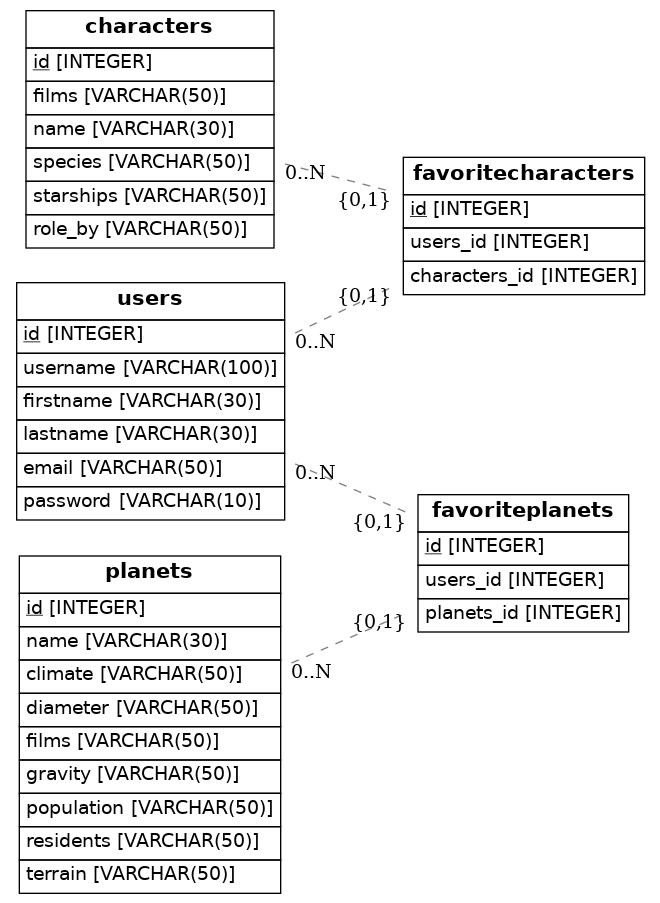 characters
id [INTEGER]
films [VARCHAR(50)]
name [VARCHAR(30)]
species [VARCHAR(50)]
starships [VARCHAR(50)]
role_by [VARCHAR(50)]
0..N
{0,1}
favoritecharacters
id [INTEGER]
users_id [INTEGER]
characters_id [INTEGER]
{0,1}
0..N
users
id [INTEGER]
username [VARCHAR(100)]
firstname [VARCHAR(30)]
lastname [VARCHAR(30)]
email [VARCHAR(50)]
password [VARCHAR(10)]
0..N
{0,1}
favoriteplanets
id [INTEGER]
users_id [INTEGER]
planets_id [INTEGER]
{0,1}
0..N
planets
id [INTEGER]
name [VARCHAR(30)]
climate [VARCHAR(50)]
diameter [VARCHAR(50)]
films [VARCHAR(50)]
gravity [VARCHAR(50)]
population [VARCHAR(50)]
residents [VARCHAR(50)]
terrain [VARCHAR(50)]